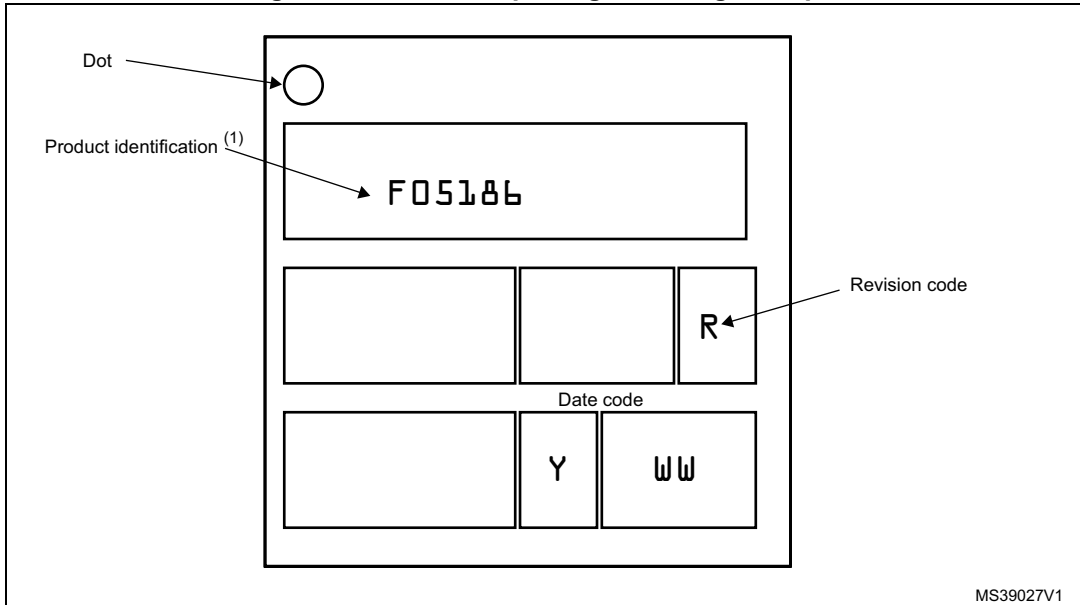 Dot
Product identification (1)
F05186
Revision code
R
Date code
Y WW
MS39027V1